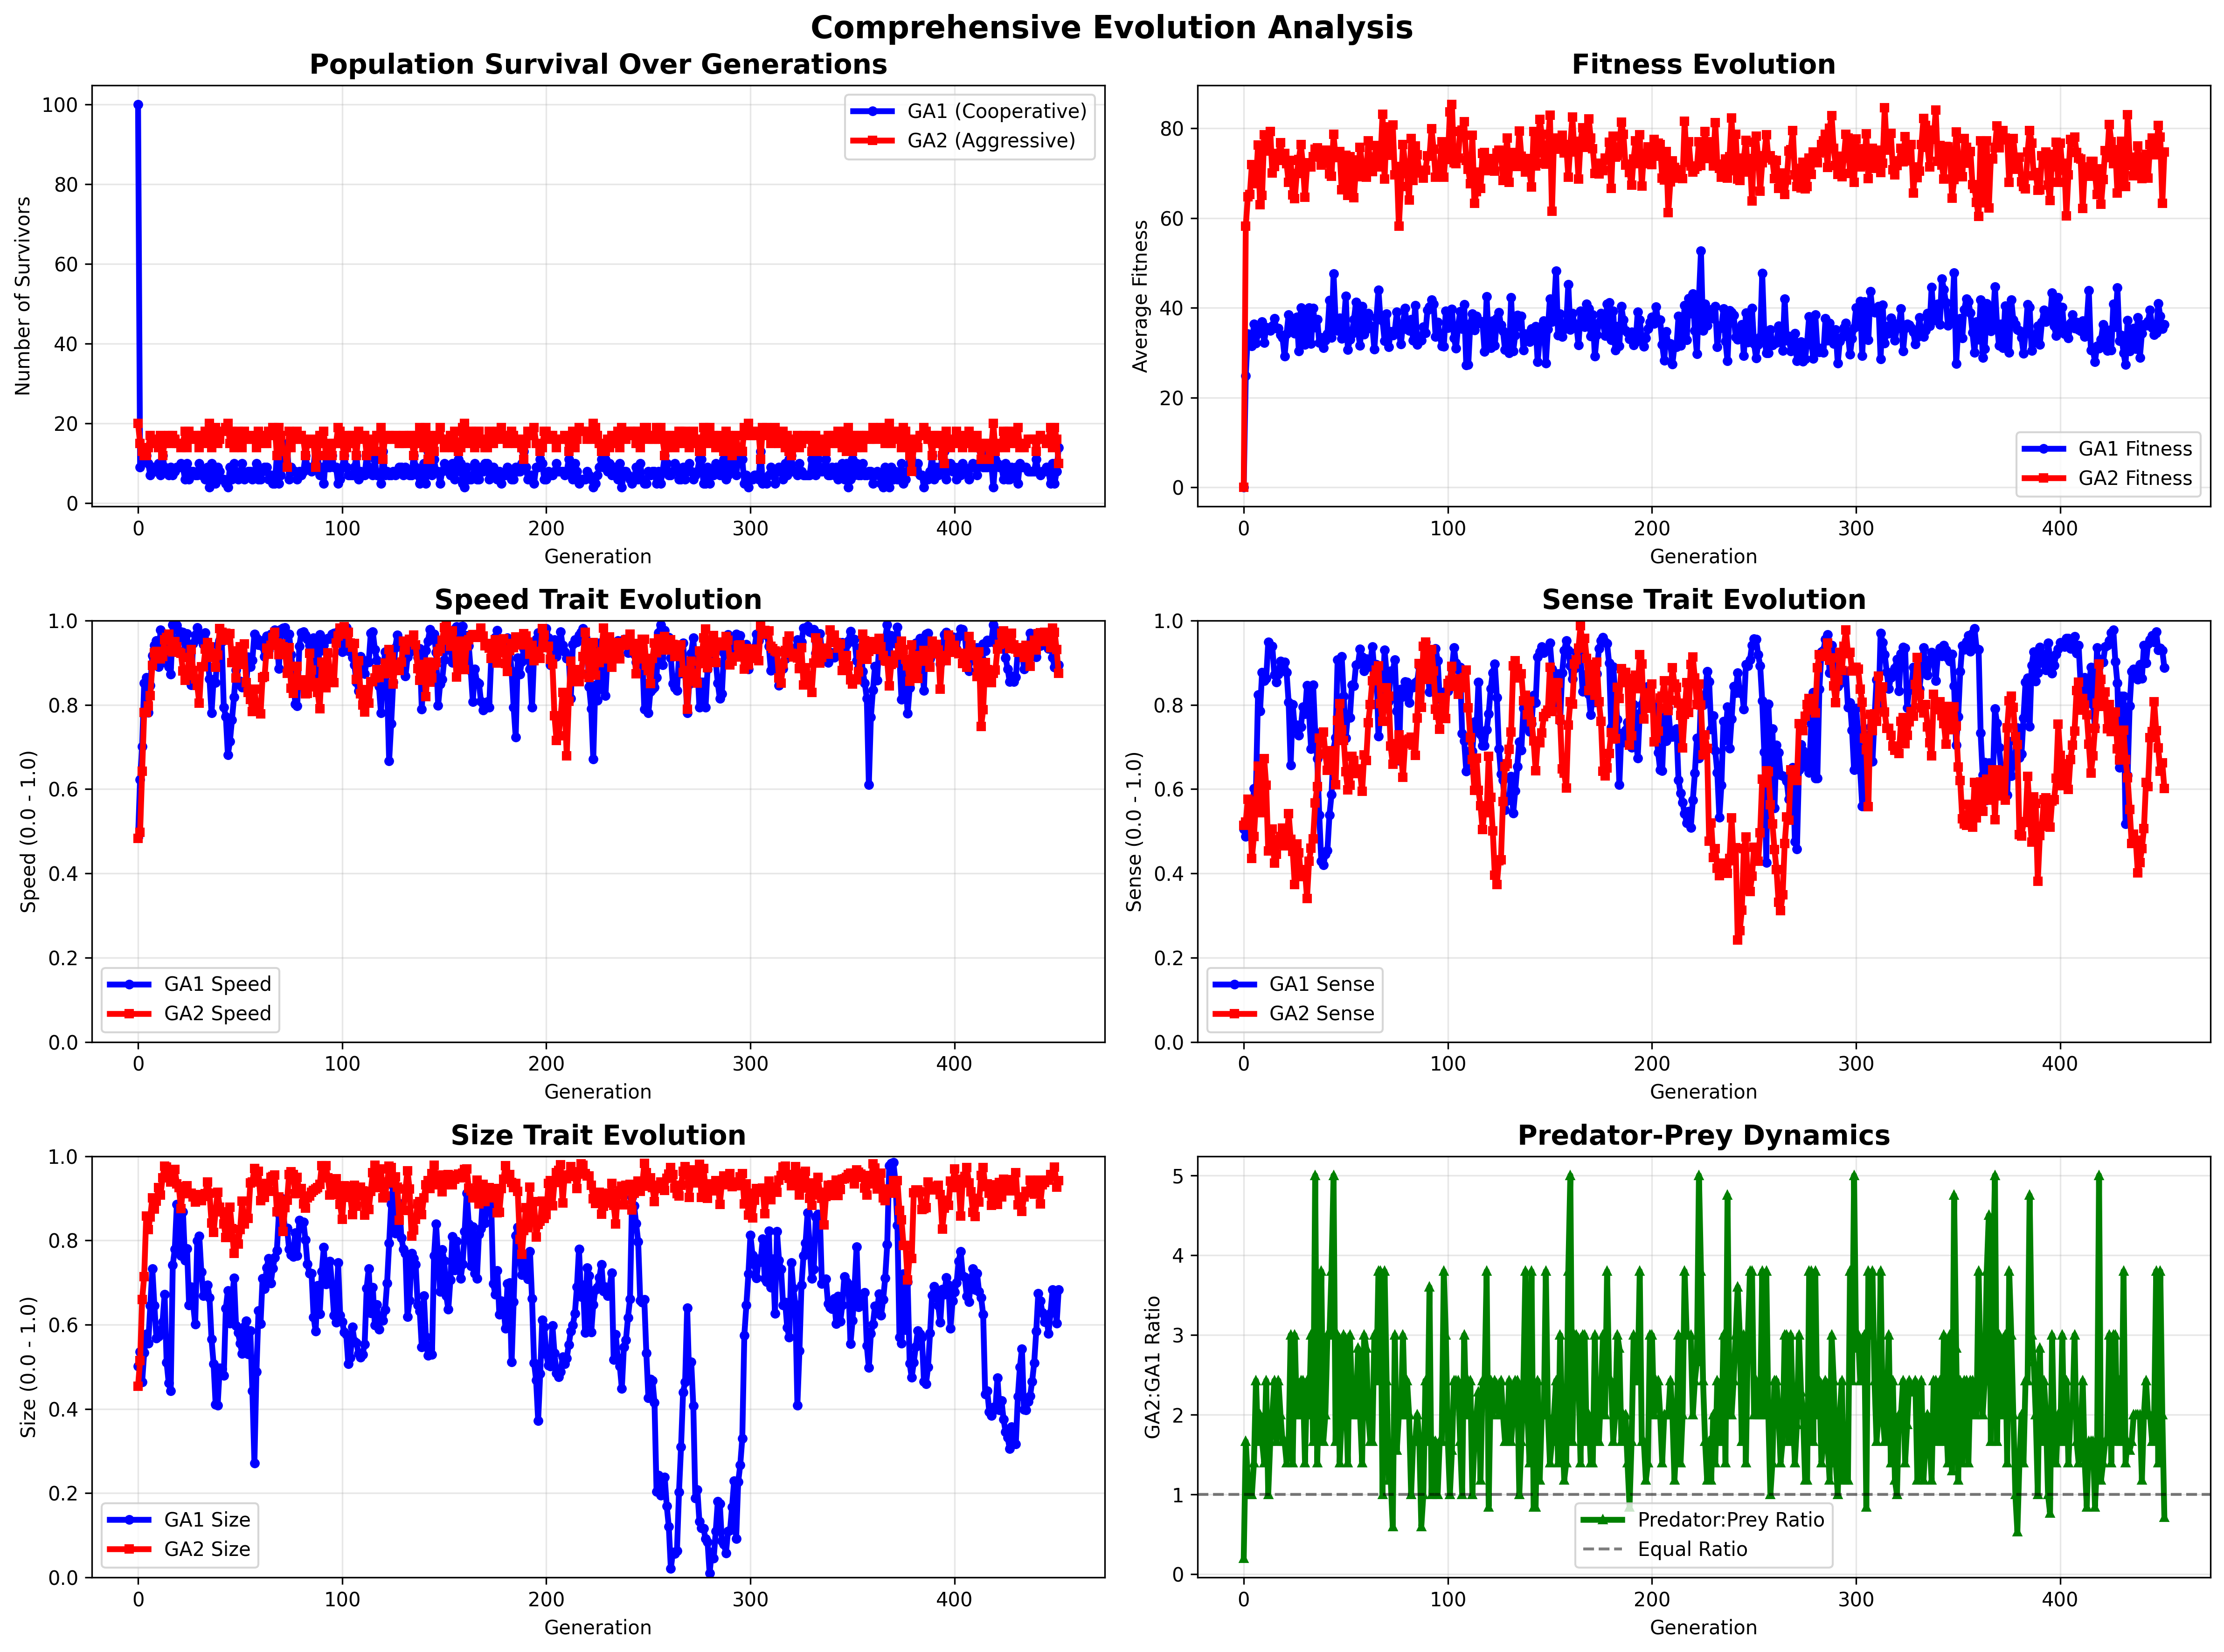 Comprehensive Evolution Analysis
Population Survival Over Generations
Number of Survivors
100
80
60
40
20
0
GA1 (Cooperative)
GA2 (Aggressive)
0 100 200 300 400
Generation
Fitness Evolution
Average Fitness
80
60
40
20
0
GA1 Fitness
GA2 Fitness
0 100 200 300 400
Generation
Speed Trait Evolution
Speed (0.0 - 1.0)
1.0
0.8
0.6
0.4
0.2
0.0
GA1 Speed
GA2 Speed
0 100 200 300 400
Generation
Sense Trait Evolution
Sense (0.0 - 1.0)
1.0
0.8
0.6
0.4
0.2
0.0
GA1 Sense
GA2 Sense
0 100 200 300 400
Generation
Size Trait Evolution
Size (0.0 - 1.0)
1.0
0.8
0.6
0.4
0.2
0.0
GA1 Size
GA2 Size
0 100 200 300 400
Generation
Predator-Prey Dynamics
GA2:GA1 Ratio
5
4
3
2
1
0
Predator:Prey Ratio
Equal Ratio
0 100 200 300 400
Generation